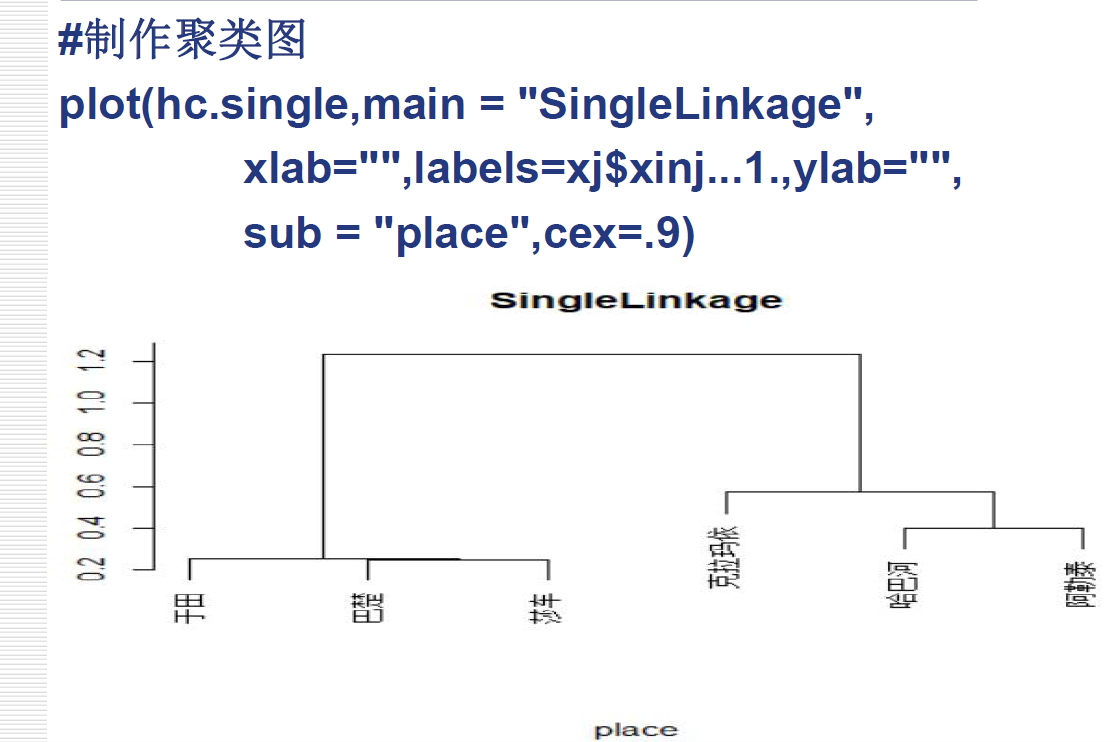 #制作聚类图
plot(hc.single,main = "SingleLinkage",
xlab="",labels=xj$xinj...1.,ylab="",
sub = "place",cex=.9)
SingleLinkage
1.2
1.0
0.8
0.6
0.4
0.2
于田
巴楚
莎车
克拉玛依
哈巴河
阿勒泰
place